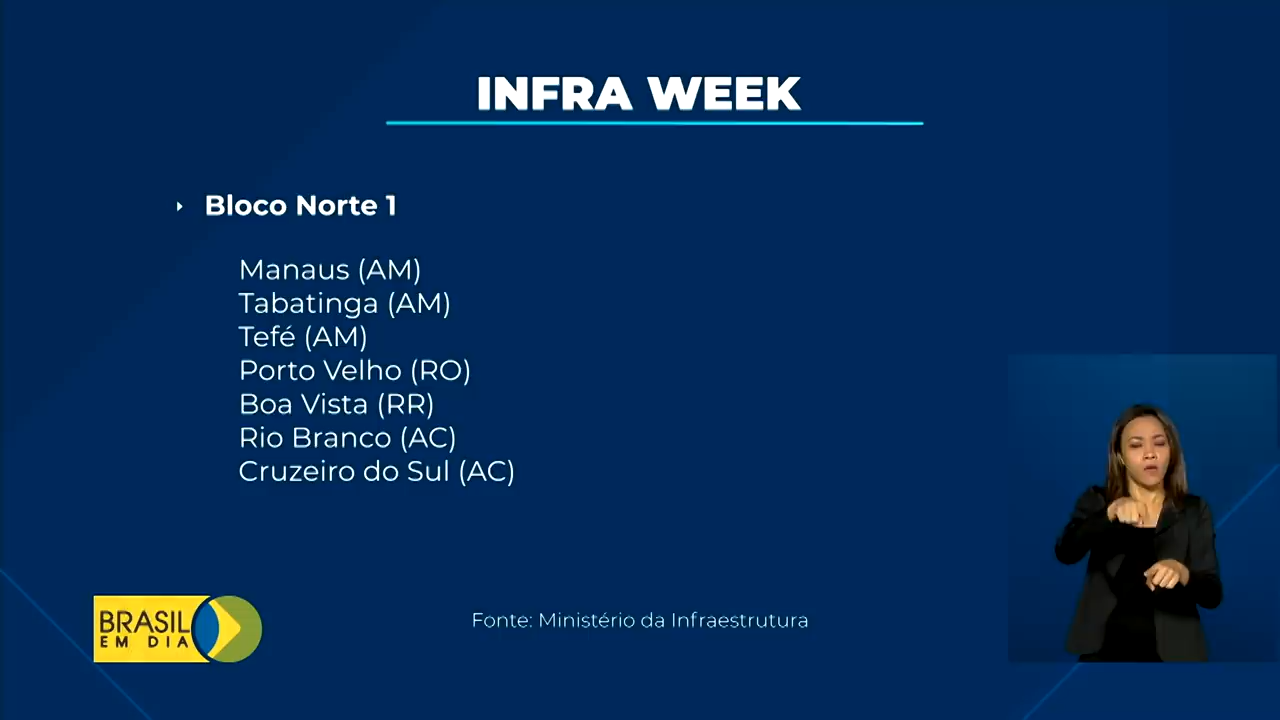 INFRA WEEK
Bloco Norte 1
Manaus (AM)
Tabatinga (AM)
Tefé (AM)
Porto Velho (RO)
Boa Vista (RR)
Rio Branco (AC)
Cruzeiro do Sul (AC)
BRASIL
EM DIA
Fonte: Ministério da Infraestrutura